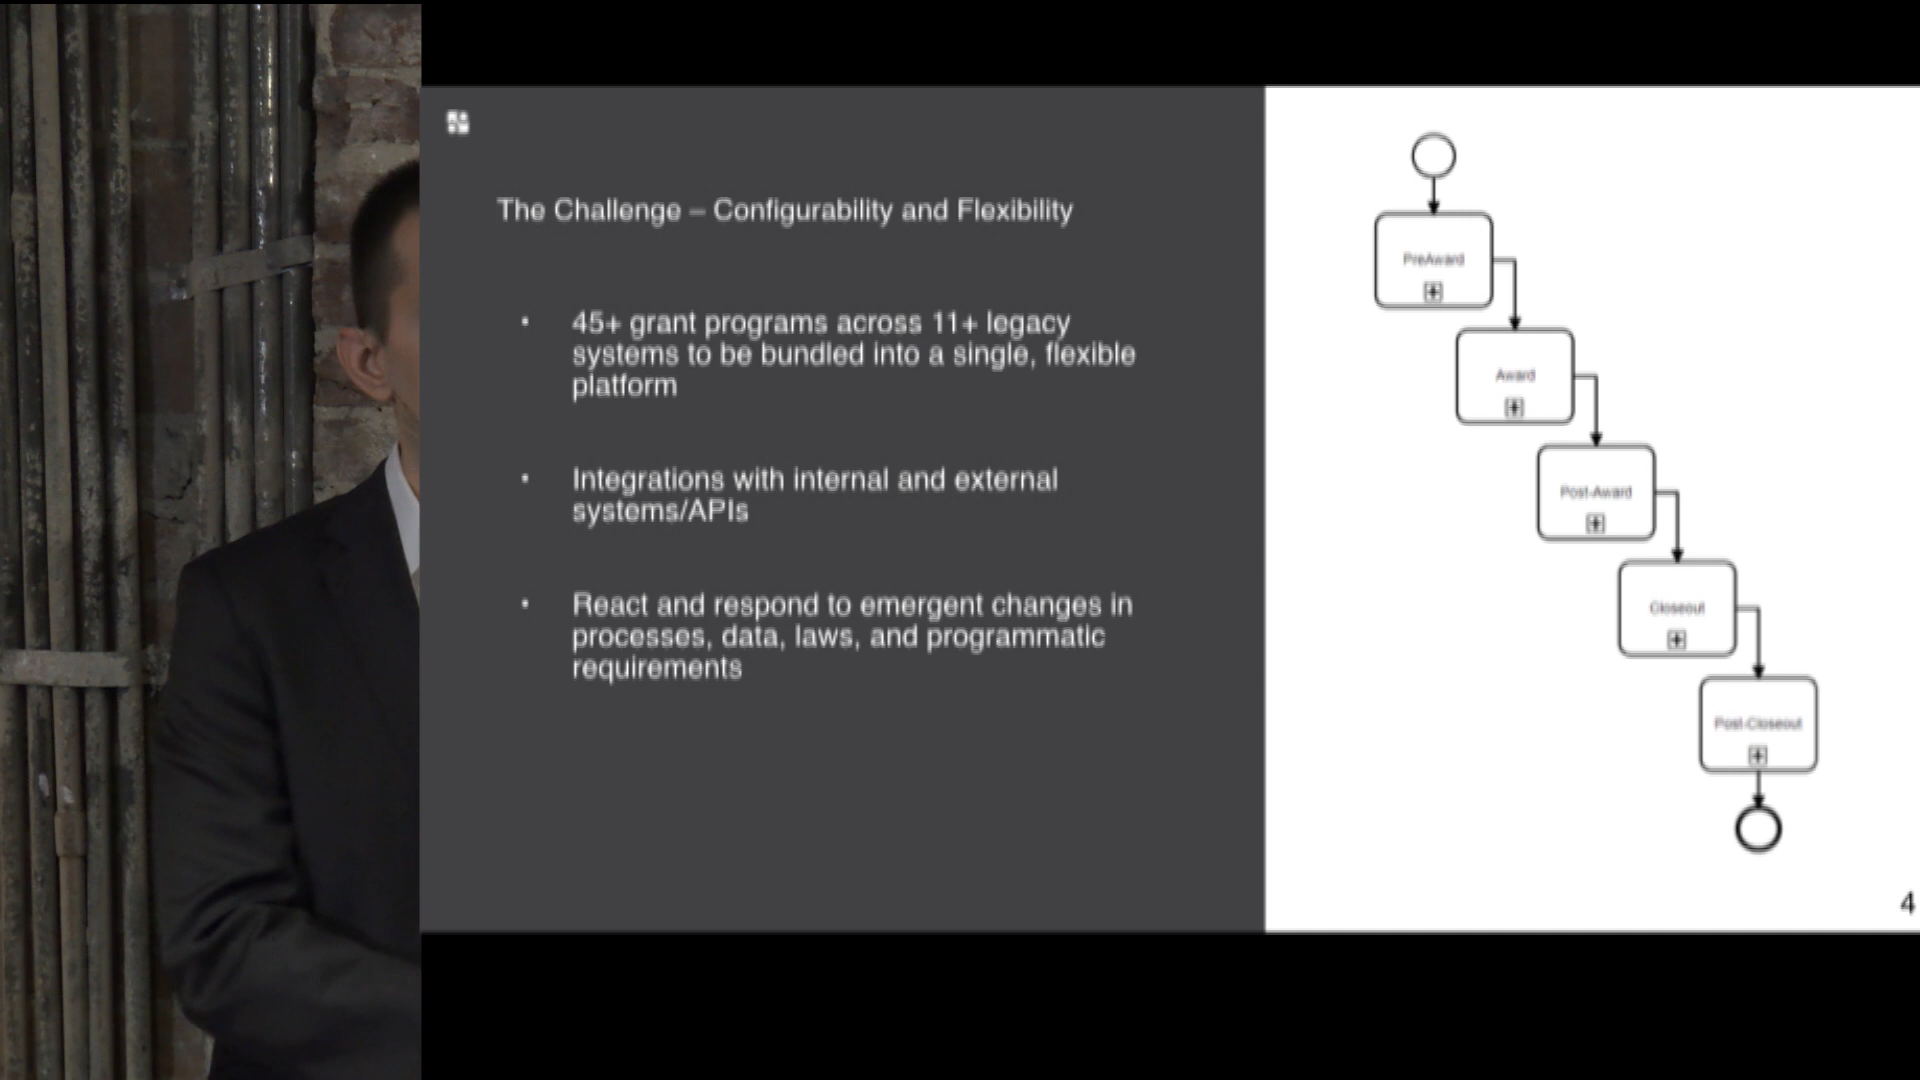 The Challenge – Configurability and Flexibility
• 45+ grant programs across 11+ legacy
systems to be bundled into a single, flexible
platform
• Integrations with internal and external
systems/APIs
• React and respond to emergent changes in
processes, data, laws, and programmatic
requirements
PreAward
Award
Post-Award
Closeout
Post-Closeout
4